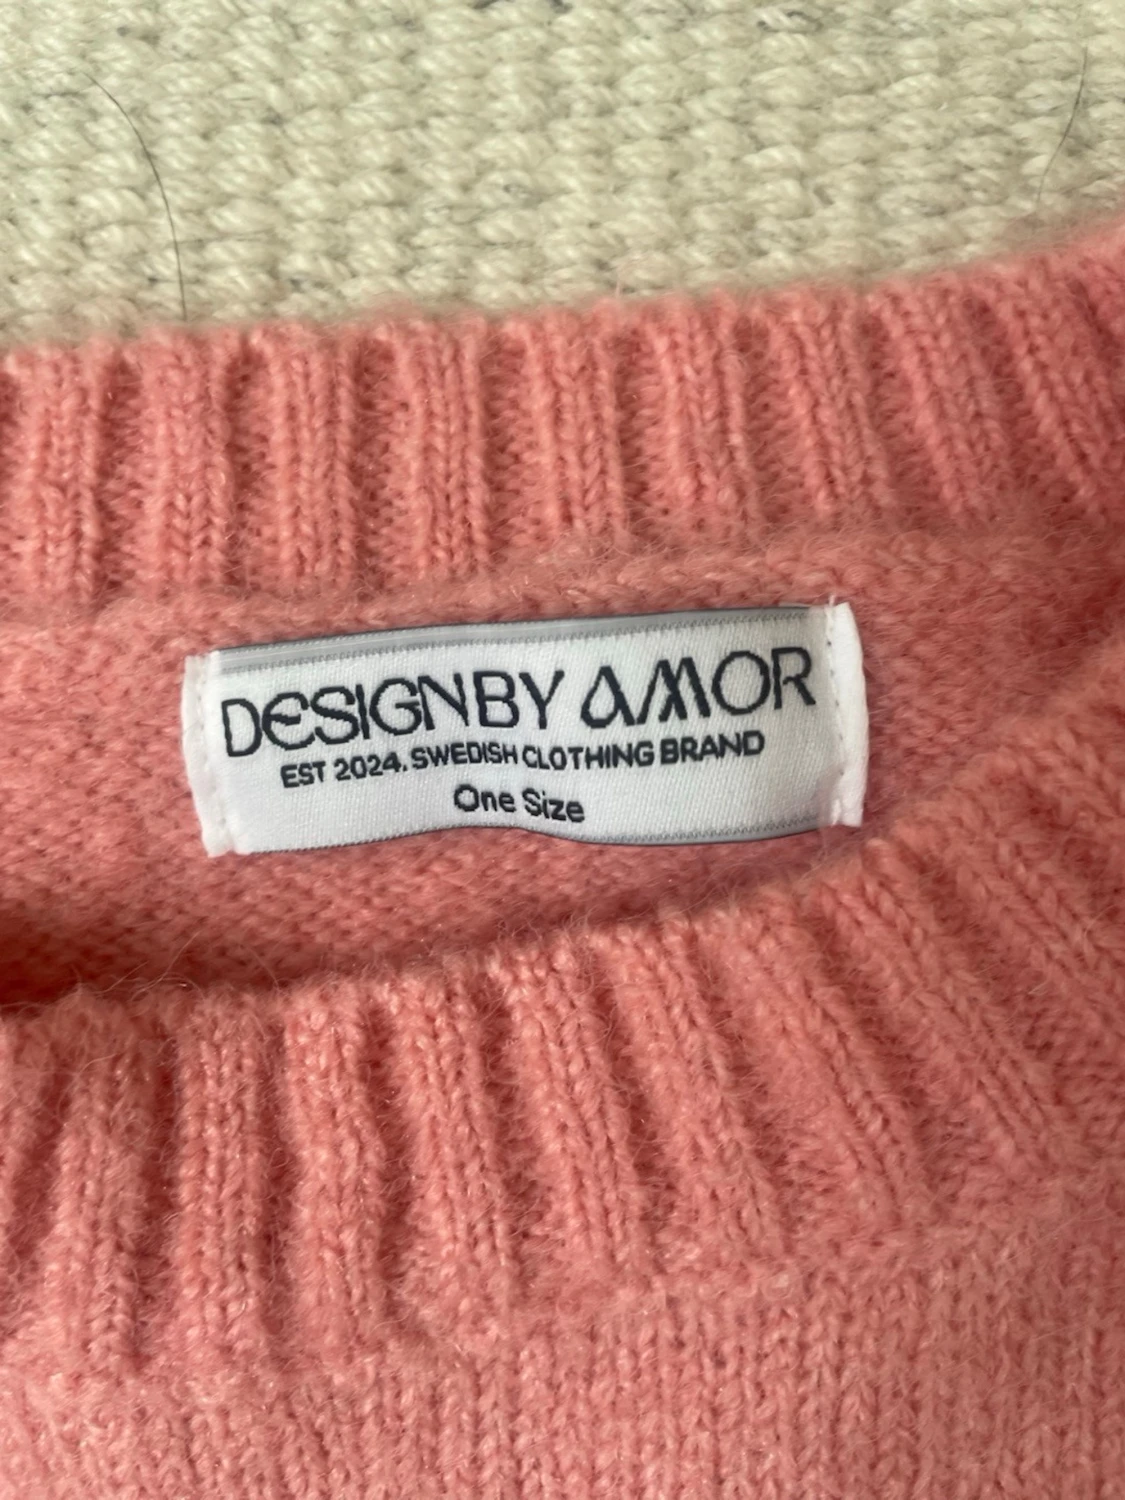 DESIGNBY AMOR
EST 2024. SWEDISH CLOTHING BRAND
One Size